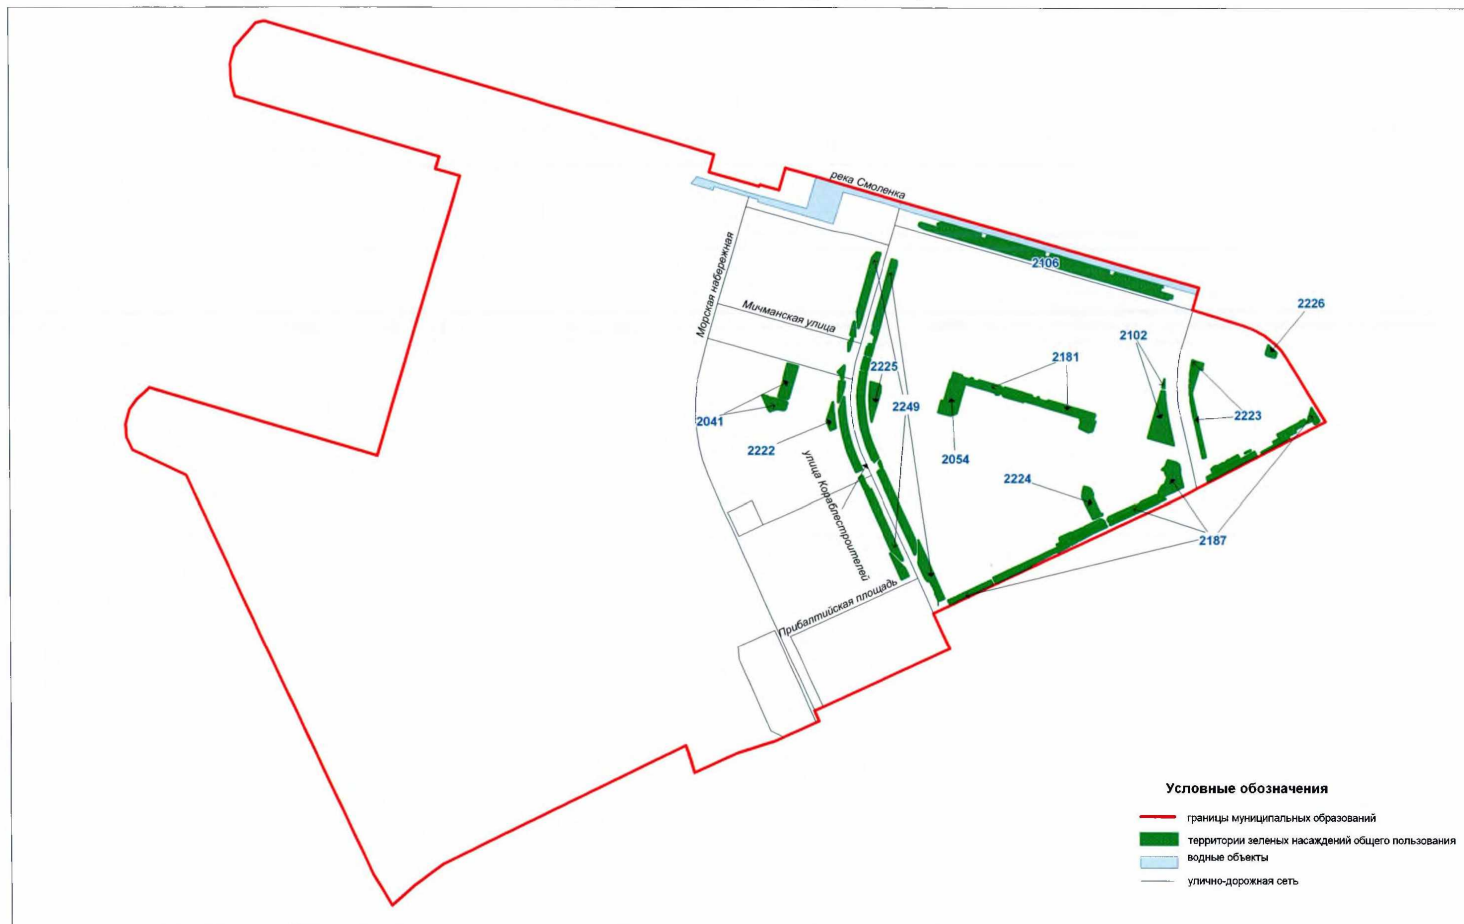 река Смоленка
Морская набережная
2106
Мичманская улица
2226
2102
2181
2225
2249
2041
2223
2222
улица Кораблестроителей
2054
2224
2187
Прибалтийская площадь
Условные обозначения
границы муниципальных образований
территории зеленых насаждений общего пользования
водные объекты
улично-дорожная сеть